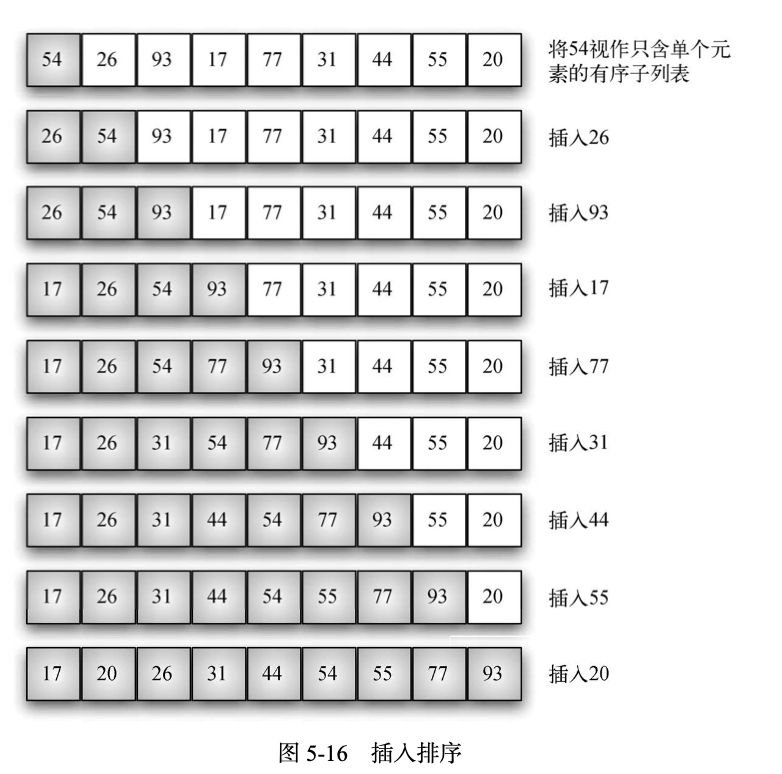 54 26 93 17 77 31 44 55 20 将54视作只含单个元
素的有序子列表
26 54 93 17 77 31 44 55 20 插入26
26 54 93 17 77 31 44 55 20 插入93
17 26 54 93 77 31 44 55 20 插入17
17 26 54 77 93 31 44 55 20 插入77
17 26 31 54 77 93 44 55 20 插入31
17 26 31 44 54 77 93 55 20 插入44
17 26 31 44 54 55 77 93 20 插入55
17 20 26 31 44 54 55 77 93 插入20
图 5-16 插入排序